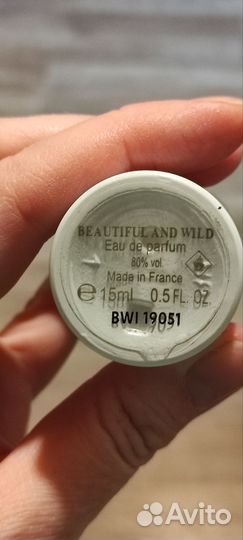 BEAUTIFUL AND WILD
Eau de parfum
80% vol.
Made in France
℮ 15ml 0.5 FL. OZ.
BWI 19051
Avito